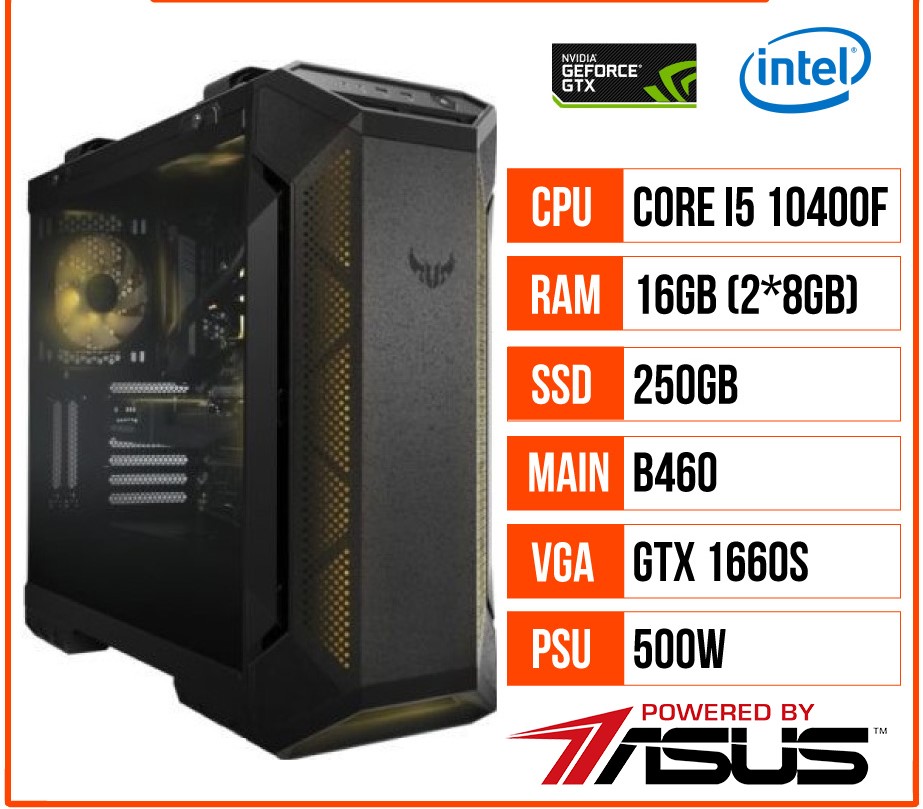 NVIDIA
GEFORCE®
GTX
intel®
CPU CORE I5 10400F
RAM 16GB (2*8GB)
SSD 250GB
MAIN B460
VGA GTX 1660S
PSU 500W
POWERED BY
ASUS™